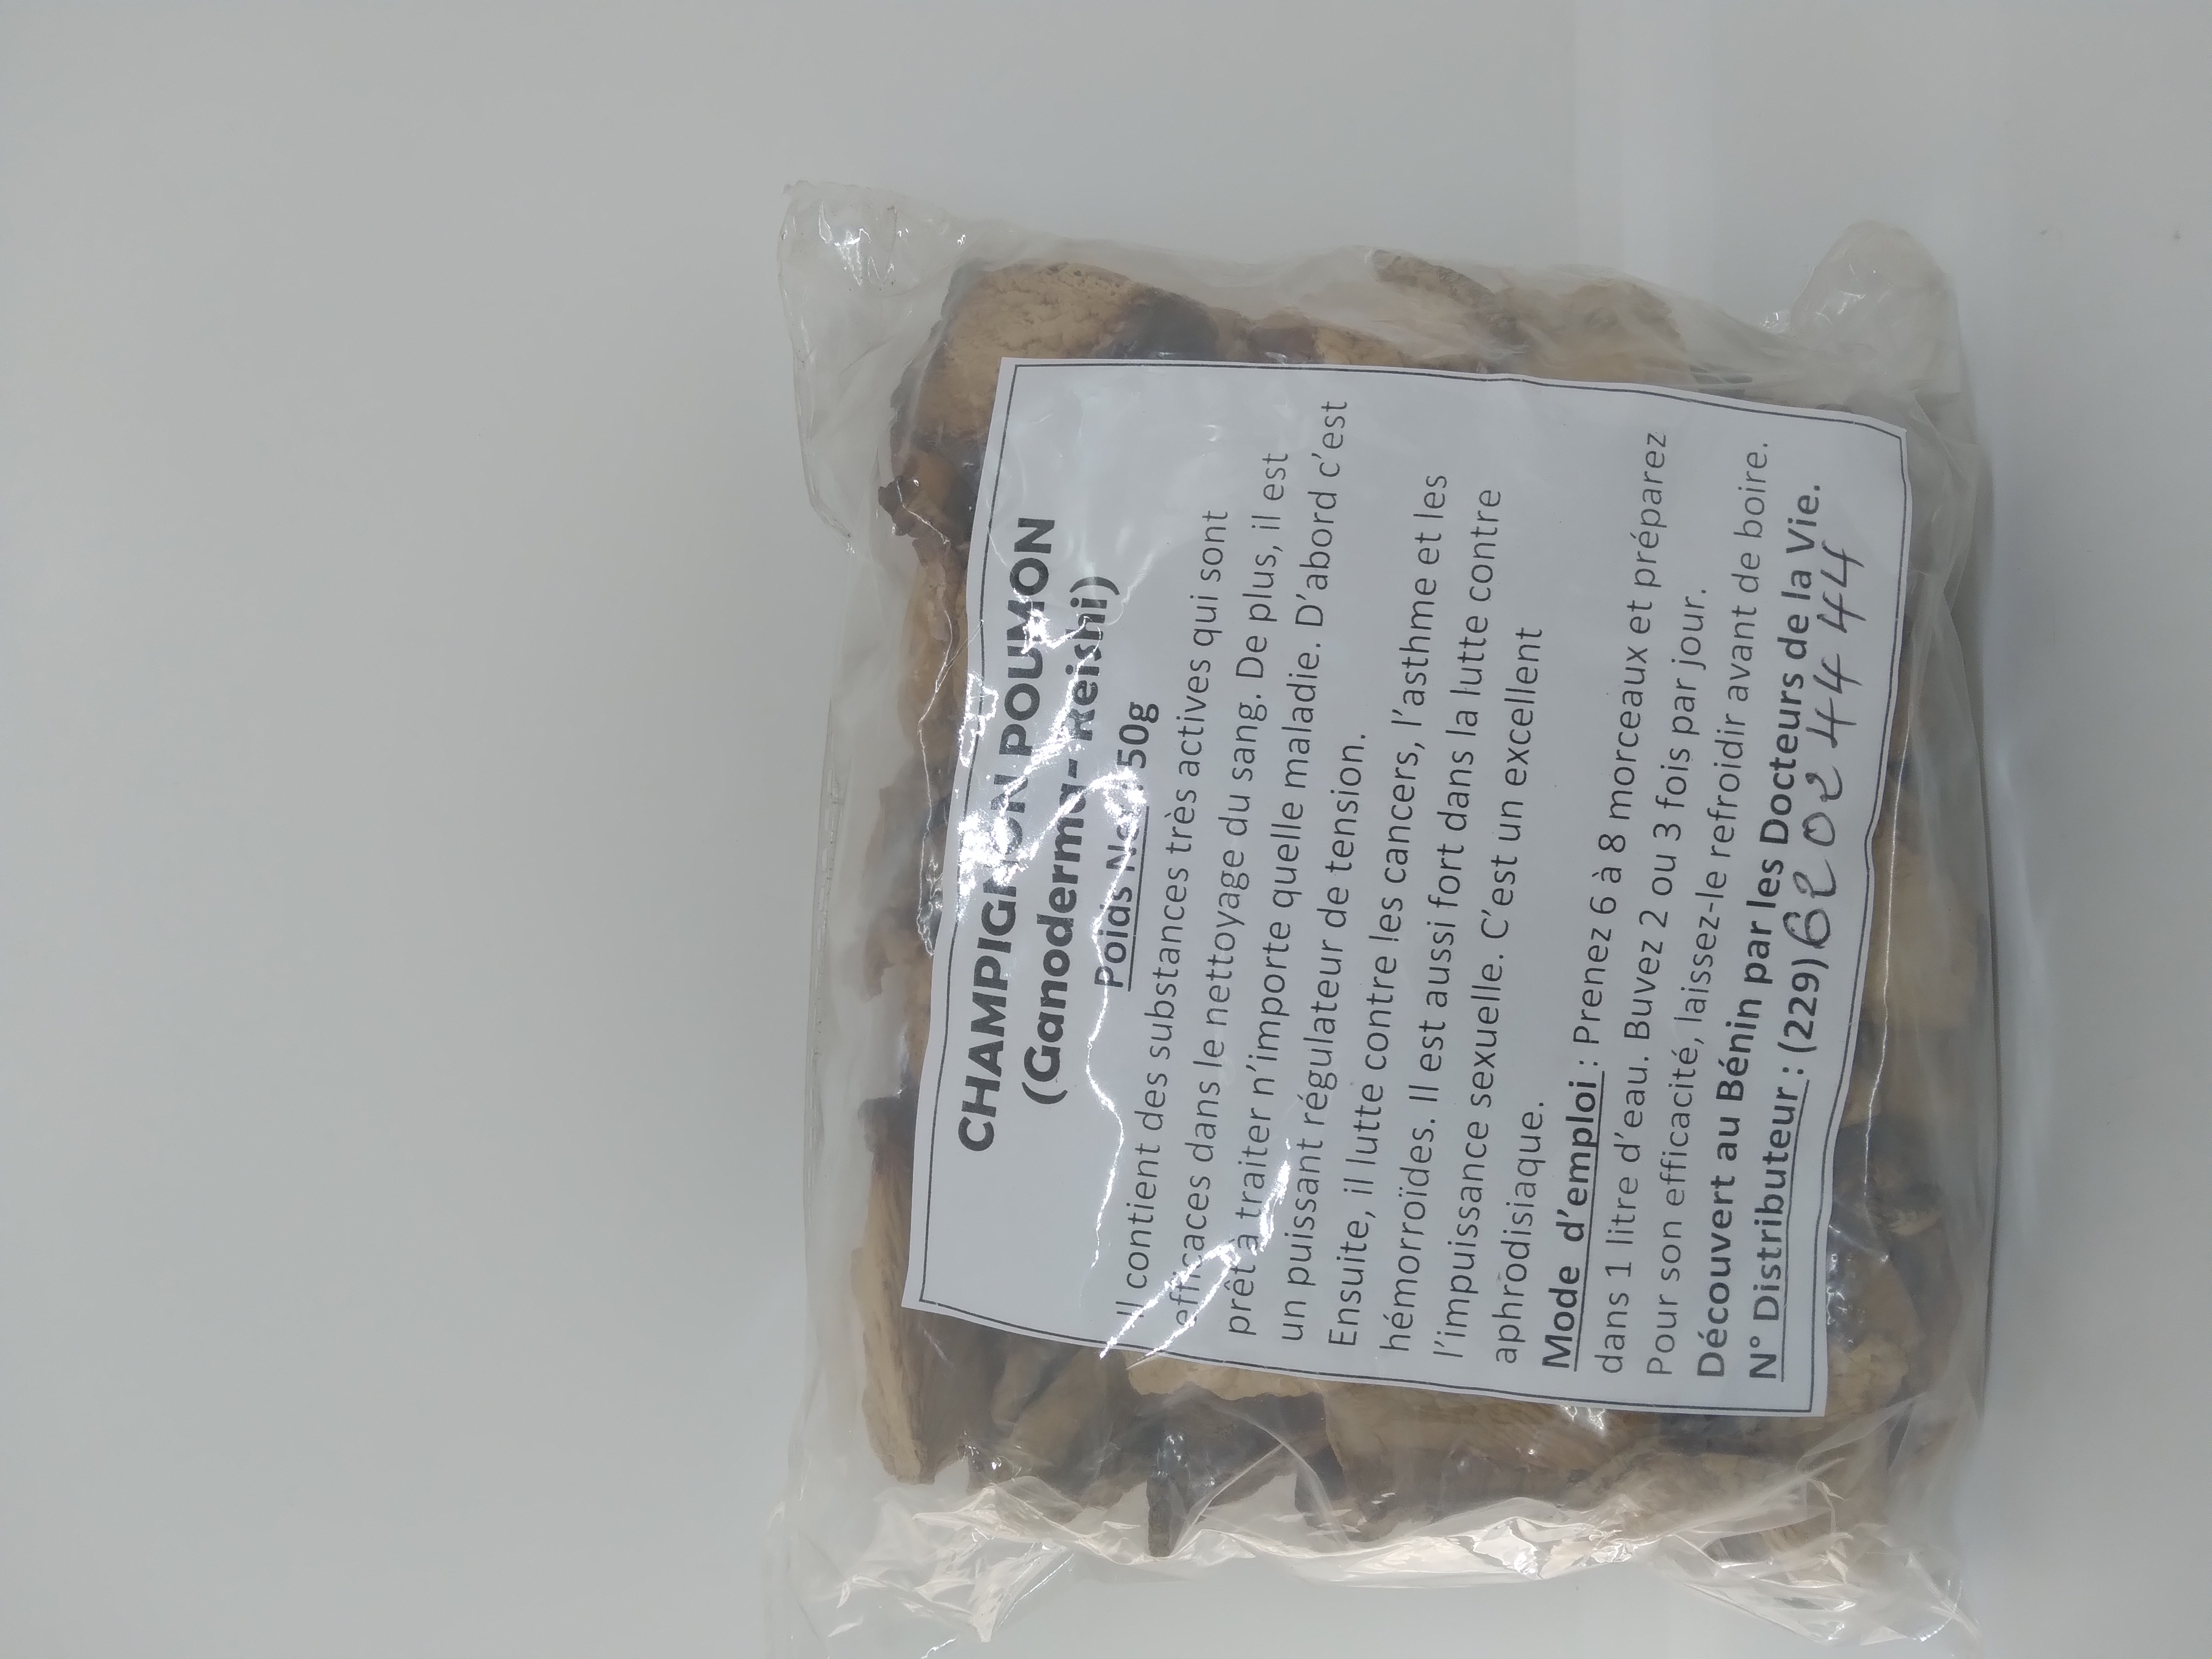 CHAMPIGNON POUMON
(Ganoderma-Reishi)
Poids Net 150g
Il contient des substances très actives qui sont
efficaces dans le nettoyage du sang. De plus, il est
prêt à traiter n'importe quelle maladie. D'abord c'est
un puissant régulateur de tension.
Ensuite, il lutte contre les cancers, l'asthme et les
hémorroïdes. Il est aussi fort dans la lutte contre
l'impuissance sexuelle. C'est un excellent
aphrodisiaque.
Mode d'emploi : Prenez 6 à 8 morceaux et préparez
dans 1 litre d'eau. Buvez 2 ou 3 fois par jour.
Pour son efficacité, laissez-le refroidir avant de boire.
Découvert au Bénin par les Docteurs de la Vie.
N° Distributeur : (229) 62024444